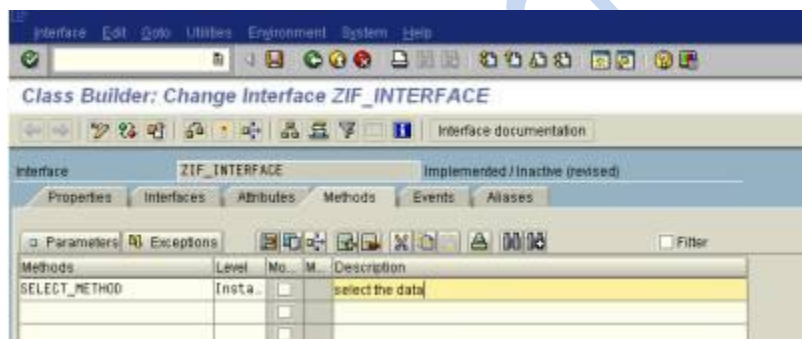 Interface Edit Goto Utilities Environment System Help
Class Builder: Change Interface ZIF_INTERFACE
Interface documentation
Interface ZIF_INTERFACE Implemented / Inactive (revised)
Properties Interfaces Attributes Methods Events Aliases
Parameters Exceptions Filter
Methods Level Mo... M... Description
SELECT_METHOD Insta.. select the data